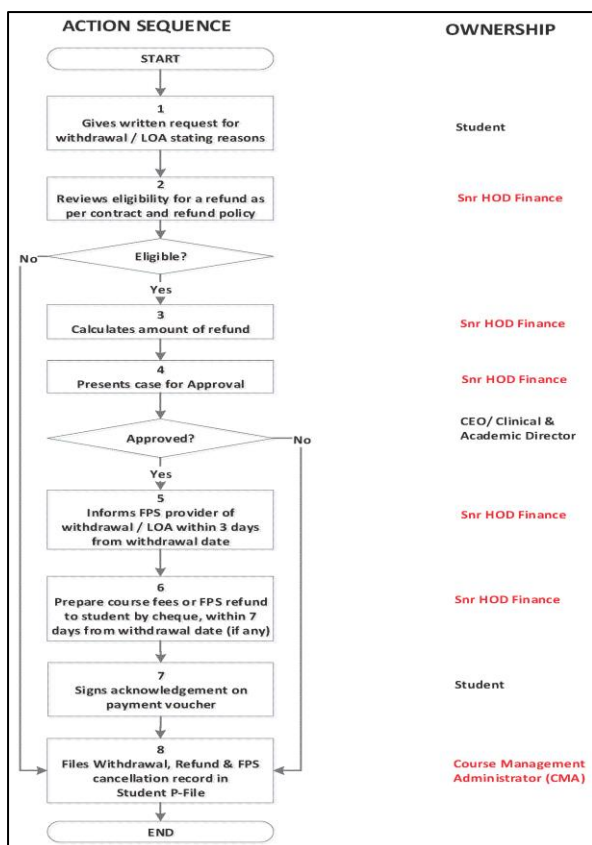 ACTION SEQUENCE
OWNERSHIP
START
1
Gives written request for
withdrawal / LOA stating reasons
Student
2
Reviews eligibility for a refund as
per contract and refund policy
Snr HOD Finance
Eligible?
No
Yes
3
Calculates amount of refund
Snr HOD Finance
4
Presents case for Approval
Snr HOD Finance
Approved?
No
CEO/ Clinical &
Academic Director
Yes
5
Informs FPS provider of
withdrawal / LOA within 3 days
from withdrawal date
Snr HOD Finance
6
Prepare course fees or FPS refund
to student by cheque, within 7
days from withdrawal date (if any)
Snr HOD Finance
7
Signs acknowledgement on
payment voucher
Student
8
Files Withdrawal, Refund & FPS
cancellation record in
Student P-File
Course Management
Administrator (CMA)
END